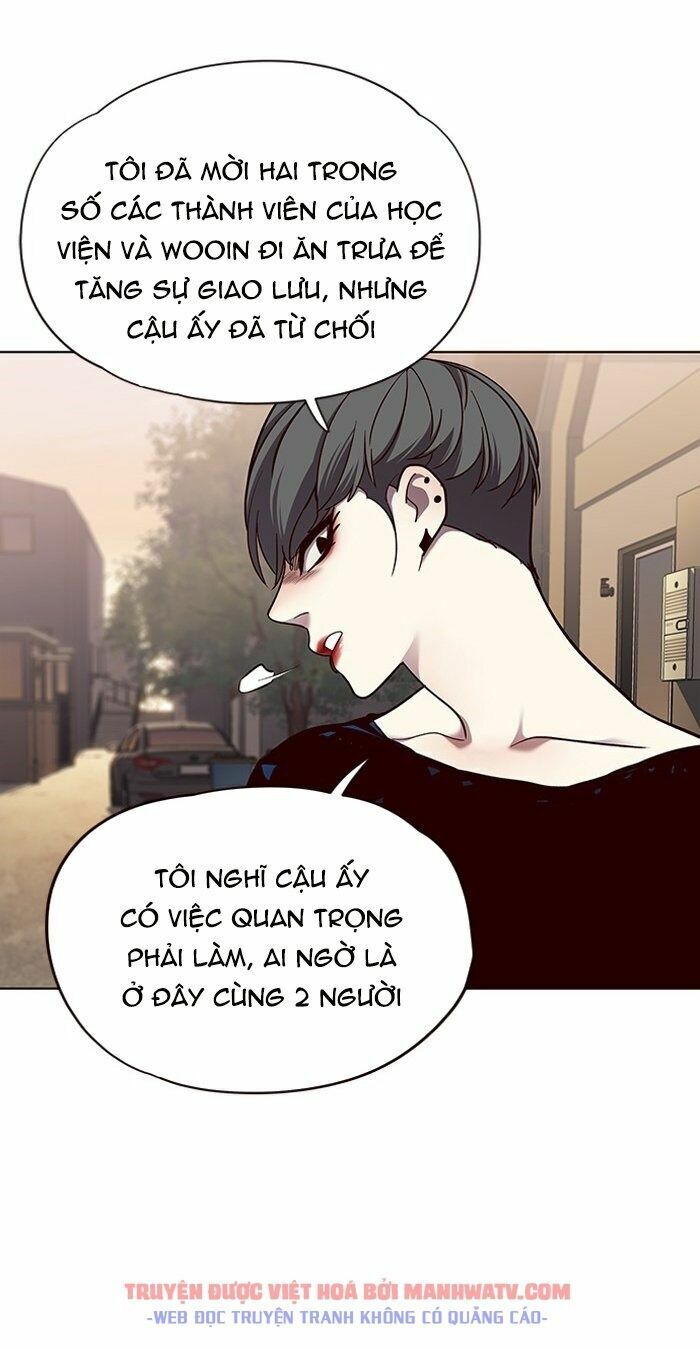 TÔI ĐÃ MỜI HAI TRONG
SỐ CÁC THÀNH VIÊN CỦA HỌC
VIỆN VÀ WOOIN ĐI ĂN TRƯA ĐỂ
TĂNG SỰ GIAO LƯU, NHƯNG
CẬU ẤY ĐÃ TỪ CHỐI
TÔI NGHĨ CẬU ẤY
CÓ VIỆC QUAN TRỌNG
PHẢI LÀM, AI NGỜ LÀ
Ở ĐÂY CÙNG 2 NGƯỜI
TRUYỆN ĐƯỢC VIỆT HOÁ BỞI MANHWATV.COM
-WEB ĐỌC TRUYỆN TRANH KHÔNG CÓ QUẢNG CÁO-